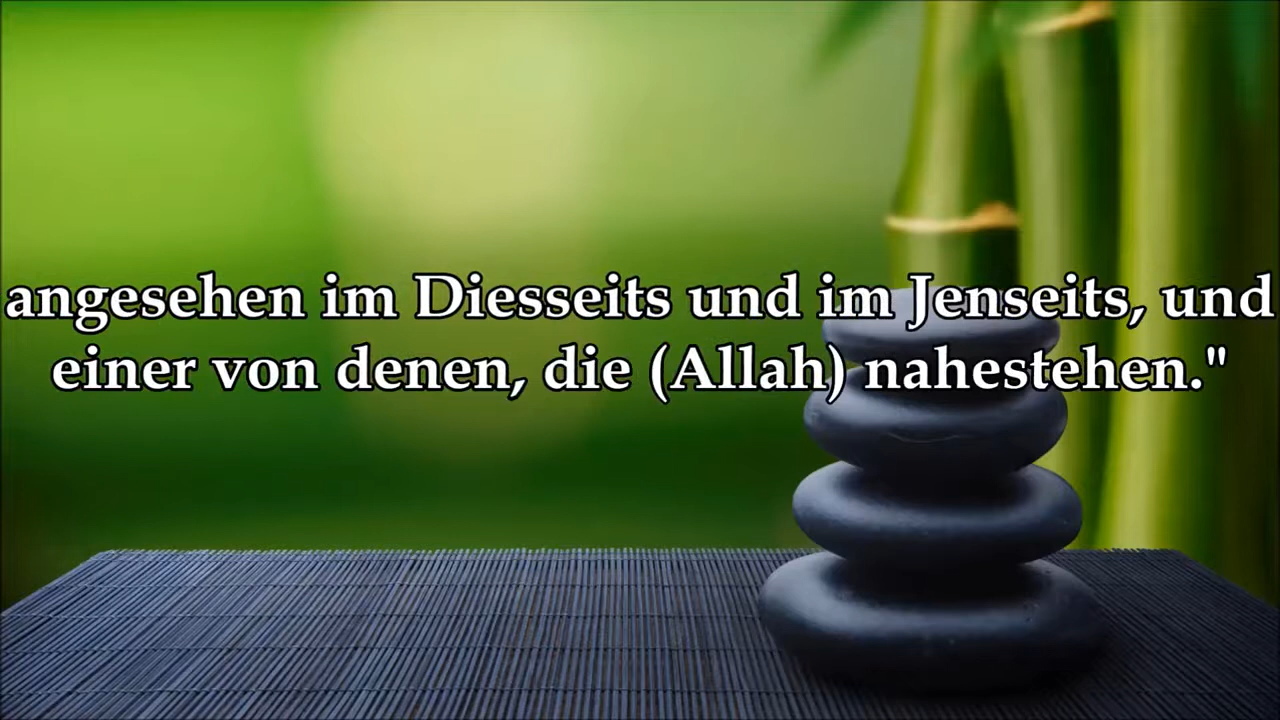 angesehen im Diesseits und im Jenseits, und
einer von denen, die (Allah) nahestehen."